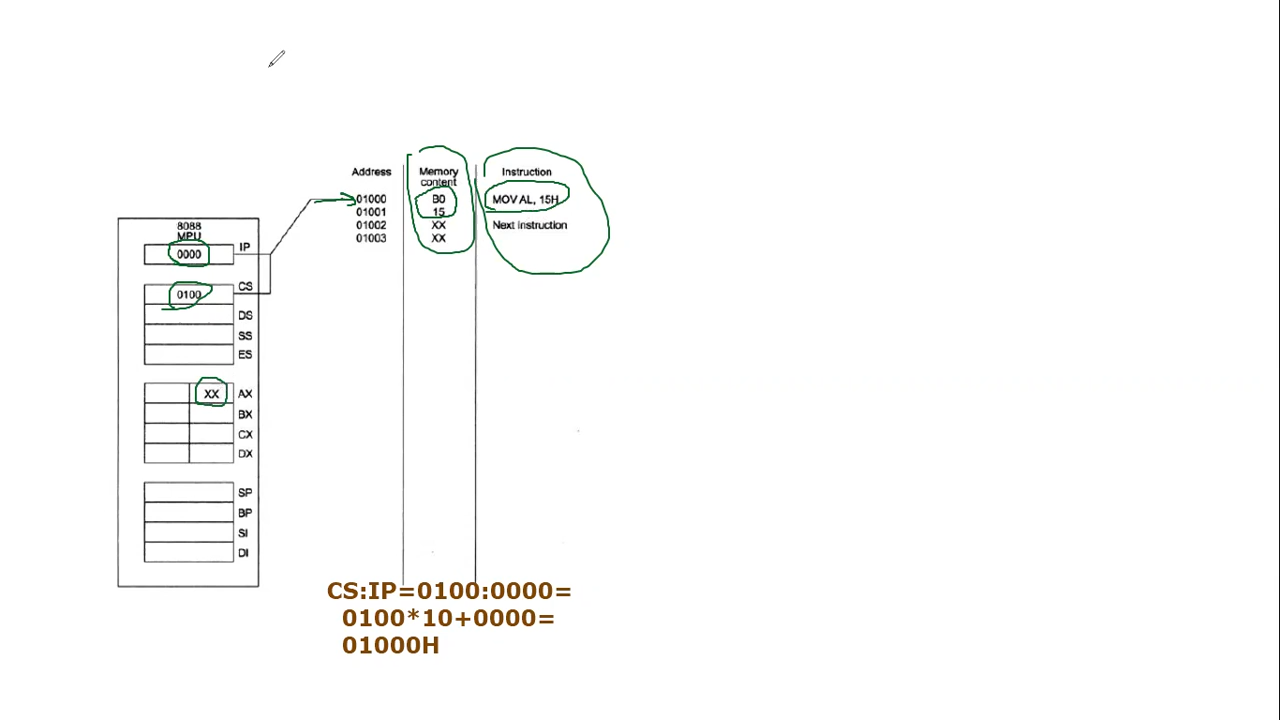 Address Memory content Instruction
01000 B0 MOV AL, 15H
01001 15
01002 XX Next instruction
01003 XX
8088
MPU
0000 IP
0100 CS
DS
SS
ES
XX AX
BX
CX
DX
SP
BP
SI
DI
CS:IP=0100:0000=
0100*10+0000=
01000H